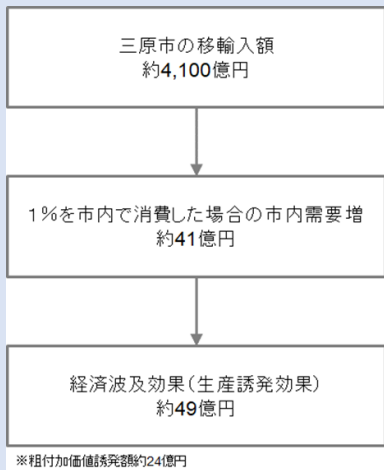 三原市の移輸入額
約4,100億円
1%を市内で消費した場合の市内需要増
約41億円
経済波及効果(生産誘発効果)
約49億円
※粗付加価値誘発額約24億円